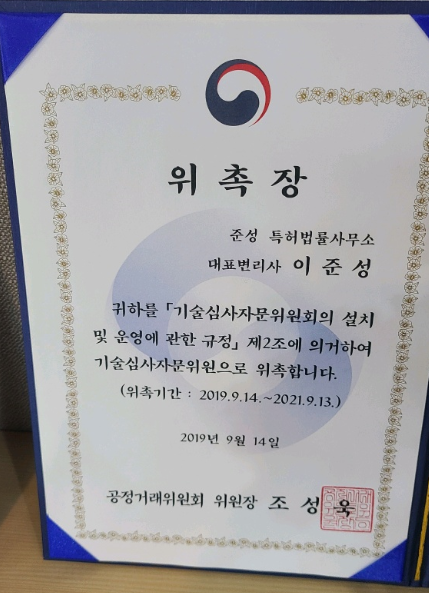 위 촉 장
준성 특허법률사무소
대표변리사 이 준 성
귀하를 「기술심사자문위원회의 설치
및 운영에 관한 규정」 제2조에 의거하여
기술심사자문위원으로 위촉합니다.
(위촉기간 : 2019.9.14.~2021.9.13.)
2019년 9월 14일
공정거래위원회 위원장 조 성 욱